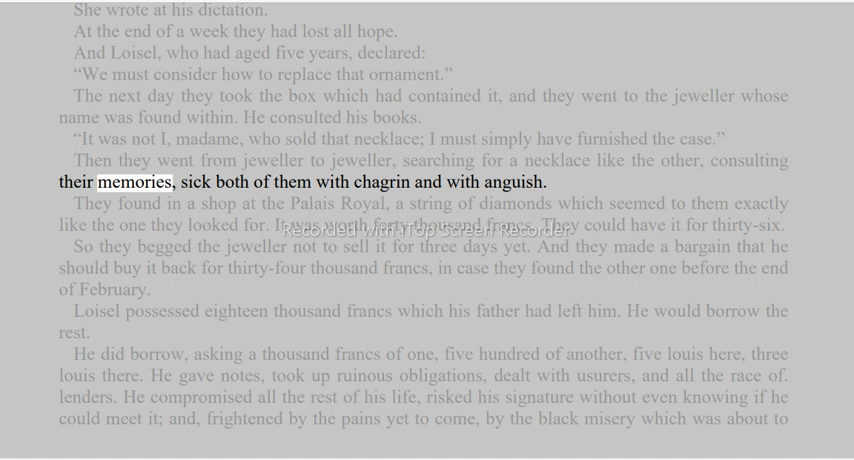 She wrote at his dictation.
At the end of a week they had lost all hope.
And Loisel, who had aged five years, declared:
“We must consider how to replace that ornament.”
The next day they took the box which had contained it, and they went to the jeweller whose
name was found within. He consulted his books.
“It was not I, madame, who sold that necklace; I must simply have furnished the case.”
Then they went from jeweller to jeweller, searching for a necklace like the other, consulting
their memories, sick both of them with chagrin and with anguish.
They found in a shop at the Palais Royal, a string of diamonds which seemed to them exactly
like the one they looked for. It was worth forty thousand francs. They could have it for thirty-six.
Recorded with iTop Screen Recorder
So they begged the jeweller not to sell it for three days yet. And they made a bargain that he
should buy it back for thirty-four thousand francs, in case they found the other one before the end
of February.
Loisel possessed eighteen thousand francs which his father had left him. He would borrow the
rest.
He did borrow, asking a thousand francs of one, five hundred of another, five louis here, three
louis there. He gave notes, took up ruinous obligations, dealt with usurers, and all the race of.
lenders. He compromised all the rest of his life, risked his signature without even knowing if he
could meet it; and, frightened by the pains yet to come, by the black misery which was about to